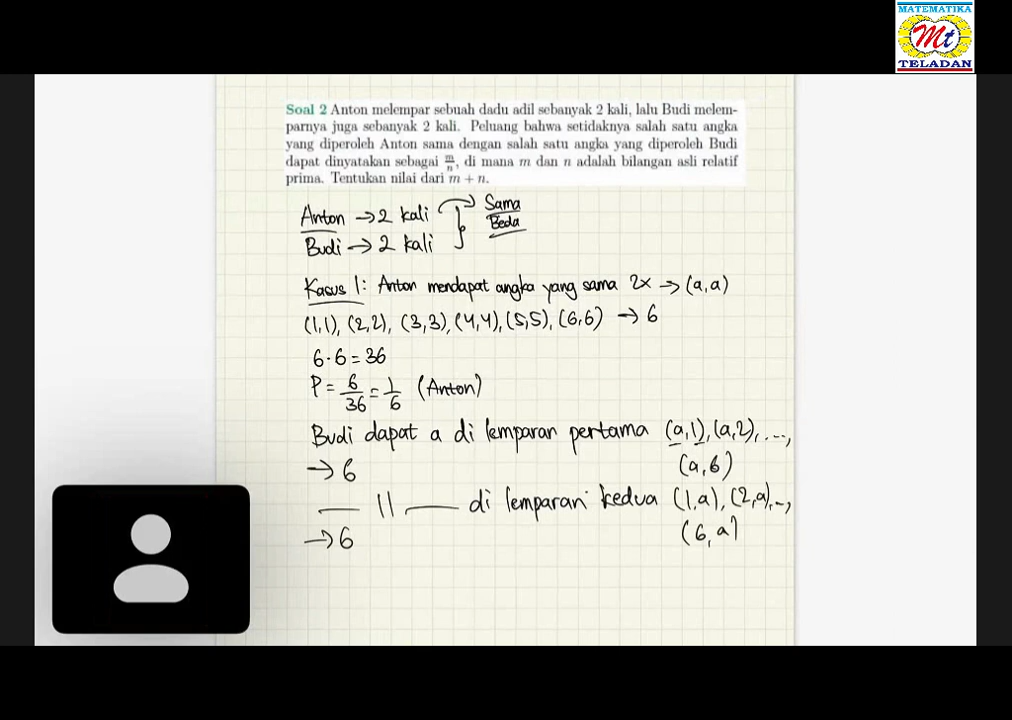 MATEMATIKA
Mt
TELADAN
Soal 2 Anton melempar sebuah dadu adil sebanyak 2 kali, lalu Budi melem-
parnya juga sebanyak 2 kali. Peluang bahwa setidaknya salah satu angka
yang diperoleh Anton sama dengan salah satu angka yang diperoleh Budi
dapat dinyatakan sebagai m/n, di mana m dan n adalah bilangan asli relatif
prima. Tentukan nilai dari m + n.
Anton → 2 kali → Sama
Beda
Budi → 2 kali
Kasus 1: Anton mendapat angka yang sama 2x → (a,a)
(1,1), (2,2), (3,3), (4,4), (5,5), (6,6) → 6
6·6 = 36
P = 6/36 = 1/6 (Anton)
Budi dapat a di lemparan pertama (a,1), (a,2), ...,
→ 6 (a,6)
— 11 — di lemparan kedua (1,a), (2,a), ..,
→ 6 (6,a)